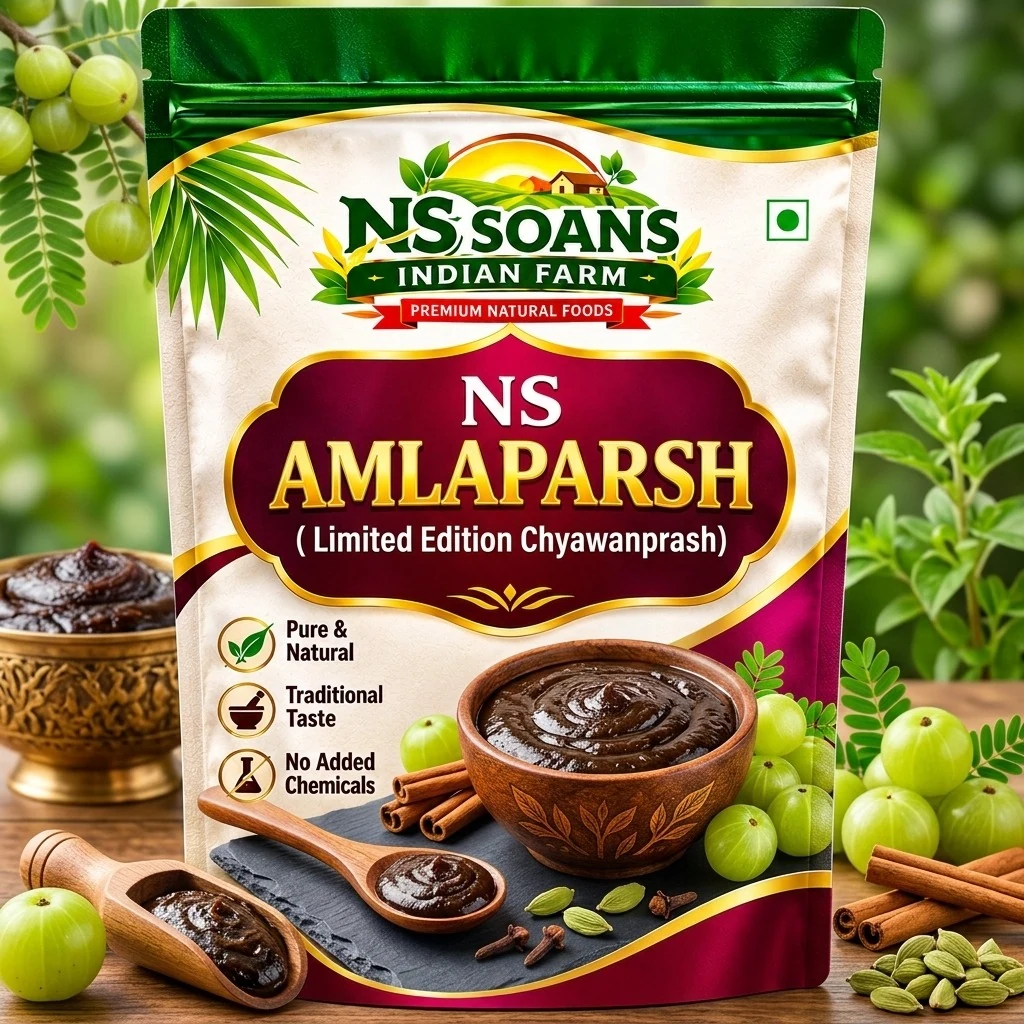 NS SOANS
INDIAN FARM
PREMIUM NATURAL FOODS
NS
AMLAPARSH
( Limited Edition Chyawanprash)
Pure &
Natural
Traditional
Taste
No Added
Chemicals